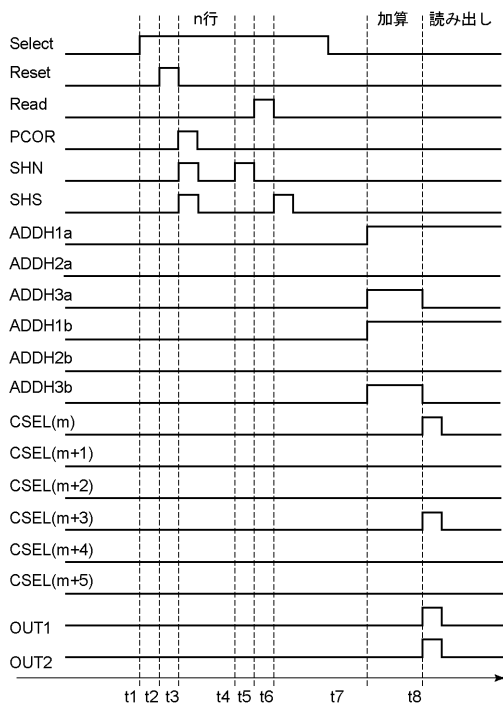 n行 加算 読み出し
Select
Reset
Read
PCOR
SHN
SHS
ADDH1a
ADDH2a
ADDH3a
ADDH1b
ADDH2b
ADDH3b
CSEL(m)
CSEL(m+1)
CSEL(m+2)
CSEL(m+3)
CSEL(m+4)
CSEL(m+5)
OUT1
OUT2
t1 t2 t3 t4 t5 t6 t7 t8